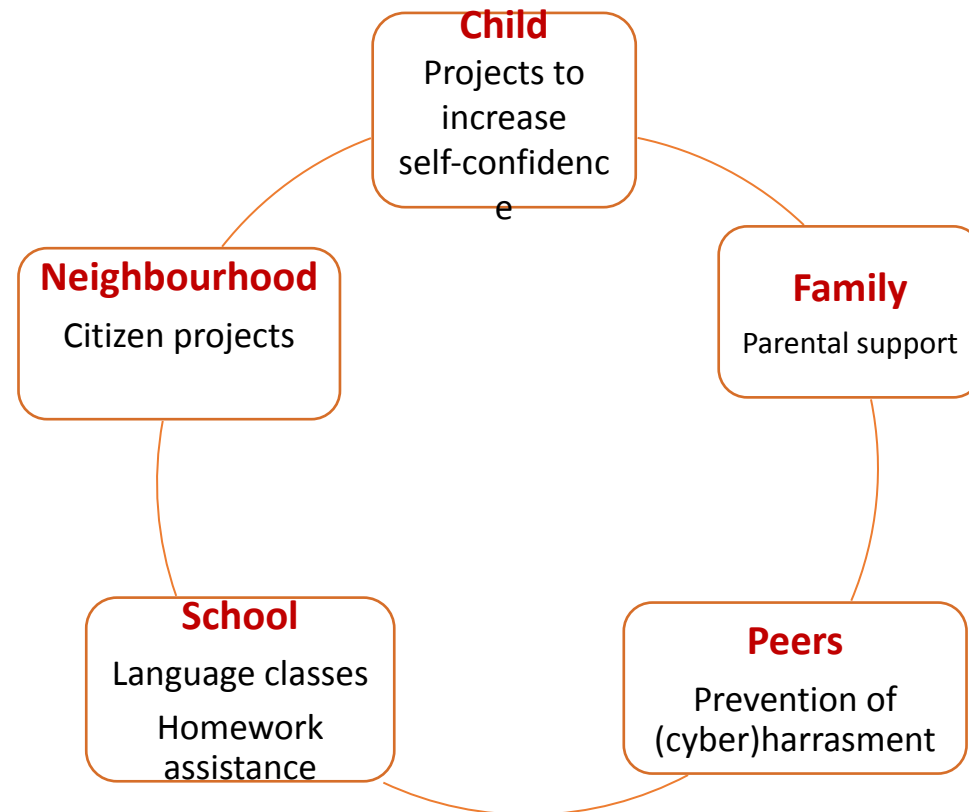 Child
Projects to
increase
self-confidenc
e
Neighbourhood
Citizen projects
Family
Parental support
School
Language classes
Homework
assistance
Peers
Prevention of
(cyber)harrasment